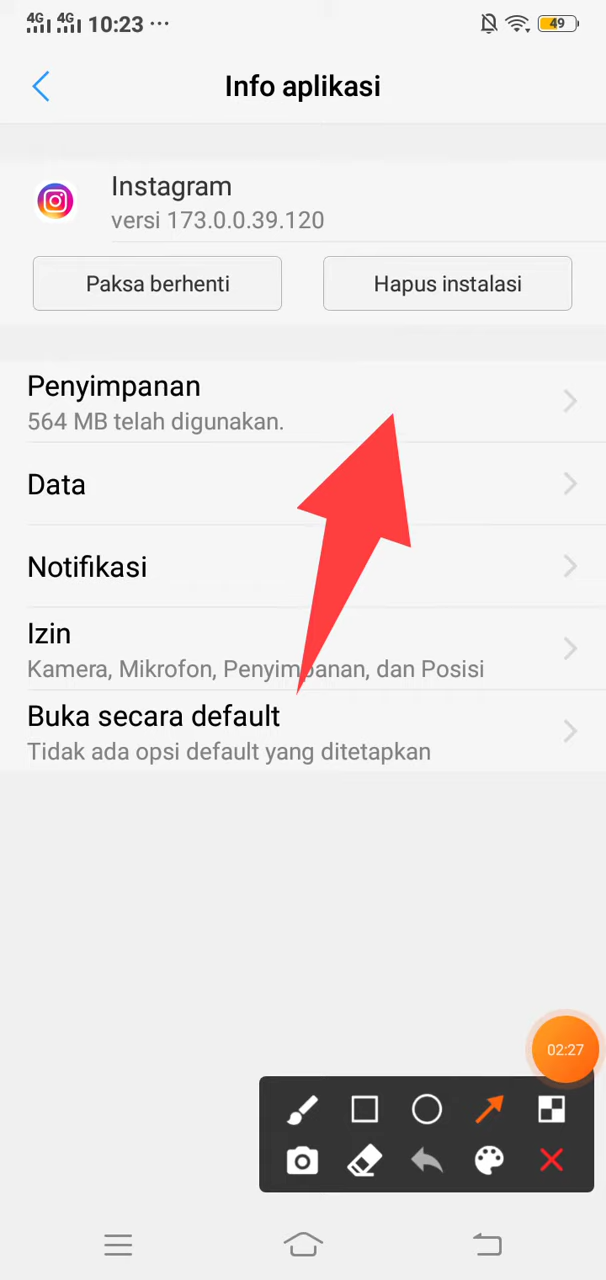 4G 4G 10:23 ··· 49
Info aplikasi
Instagram
versi 173.0.0.39.120
Paksa berhenti
Hapus instalasi
Penyimpanan
564 MB telah digunakan.
Data
Notifikasi
Izin
Kamera, Mikrofon, Penyimpanan, dan Posisi
Buka secara default
Tidak ada opsi default yang ditetapkan
02:27